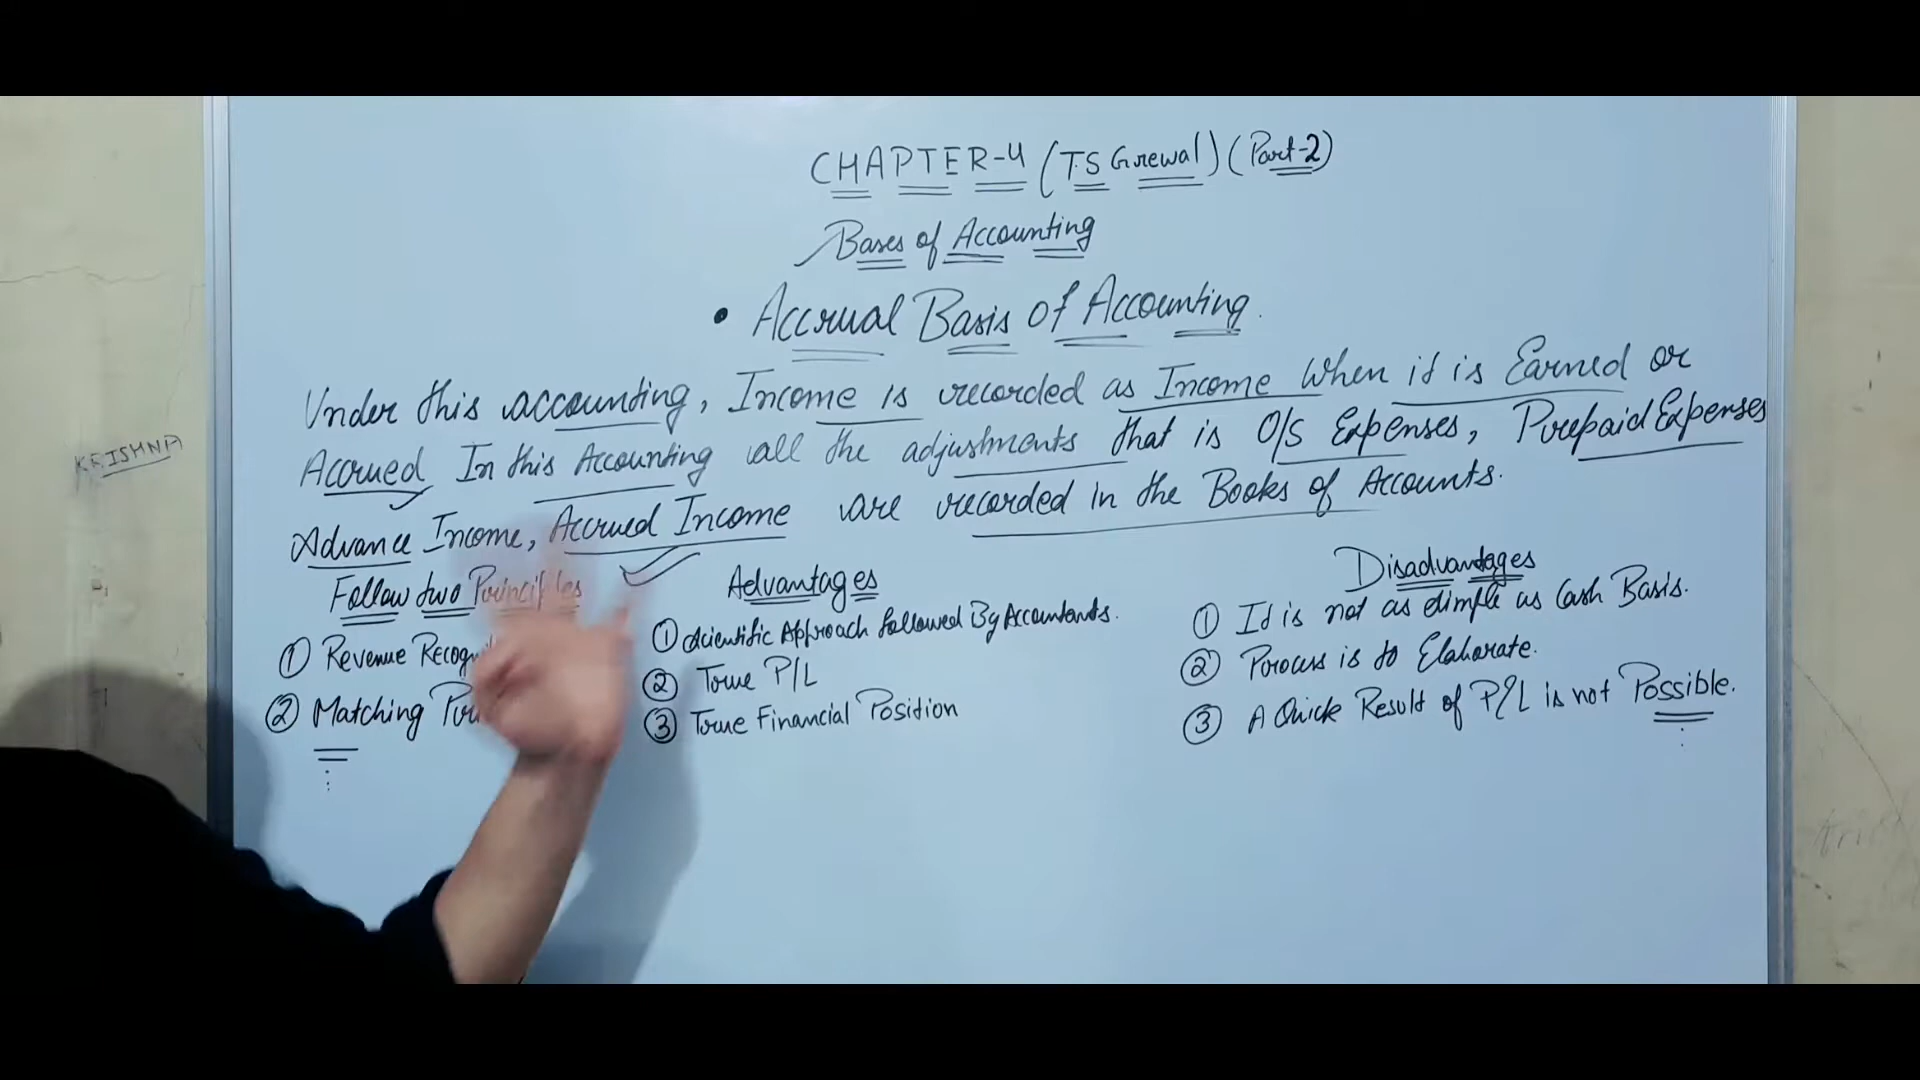 CHAPTER-4 (TS Grewal) (Part-2)
Bases of Accounting
• Accrual Basis of Accounting.
Under this accounting, Income is recorded as Income When it is Earned or
Accrued In this Accounting all the adjustments that is O/S Expenses, Prepaid Expenses
Advance Income, Accrued Income are recorded in the Books of Accounts.
Follow two Principles
① Revenue
② Matching
Advantages
① Scientific Approach followed By Accountants.
② True P/L
③ True Financial Position
Disadvantages
① It is not as simple as Cash Basis.
② Process is to Elaborate.
③ A Quick Result of P&L is not Possible.
KRISHNA